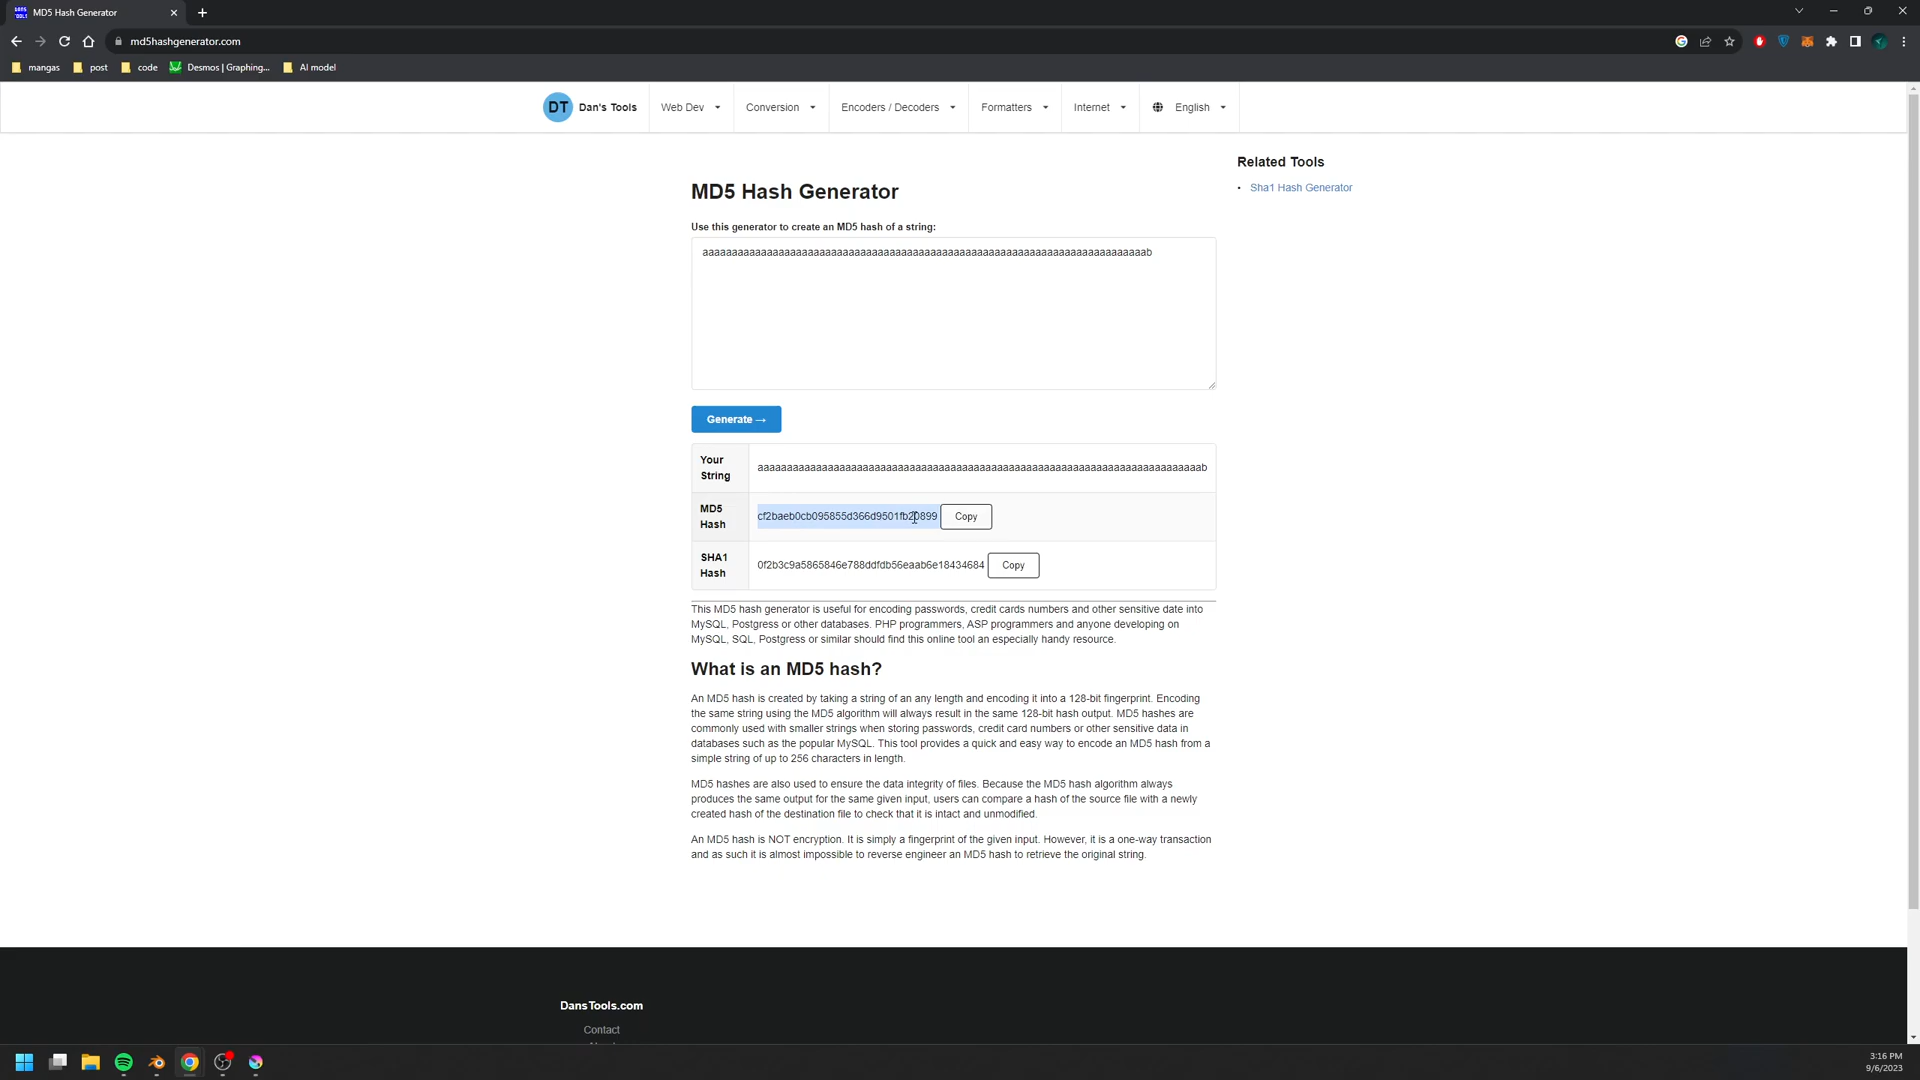 MD5 Hash Generator
md5hashgenerator.com
mangas
post
code
Desmos | Graphing...
AI model
DT
Dan's Tools
Web Dev
Conversion
Encoders / Decoders
Formatters
Internet
English
MD5 Hash Generator
Use this generator to create an MD5 hash of a string:
Generate →
Your
String
MD5
Hash
cf2baeb0cb095855d366d9501fb20899
Copy
SHA1
Hash
0f2b3c9a5865846e788ddfdb56eaab6e18434684
Copy
This MD5 hash generator is useful for encoding passwords, credit cards numbers and other sensitive date into
MySQL, Postgress or other databases. PHP programmers, ASP programmers and anyone developing on
MySQL, SQL, Postgress or similar should find this online tool an especially handy resource.
What is an MD5 hash?
An MD5 hash is created by taking a string of an any length and encoding it into a 128-bit fingerprint. Encoding
the same string using the MD5 algorithm will always result in the same 128-bit hash output. MD5 hashes are
commonly used with smaller strings when storing passwords, credit card numbers or other sensitive data in
databases such as the popular MySQL. This tool provides a quick and easy way to encode an MD5 hash from a
simple string of up to 256 characters in length.
MD5 hashes are also used to ensure the data integrity of files. Because the MD5 hash algorithm always
produces the same output for the same given input, users can compare a hash of the source file with a newly
created hash of the destination file to check that it is intact and unmodified.
An MD5 hash is NOT encryption. It is simply a fingerprint of the given input. However, it is a one-way transaction
and as such it is almost impossible to reverse engineer an MD5 hash to retrieve the original string.
Related Tools
Sha1 Hash Generator
DansTools.com
Contact
3:16 PM
9/6/2023